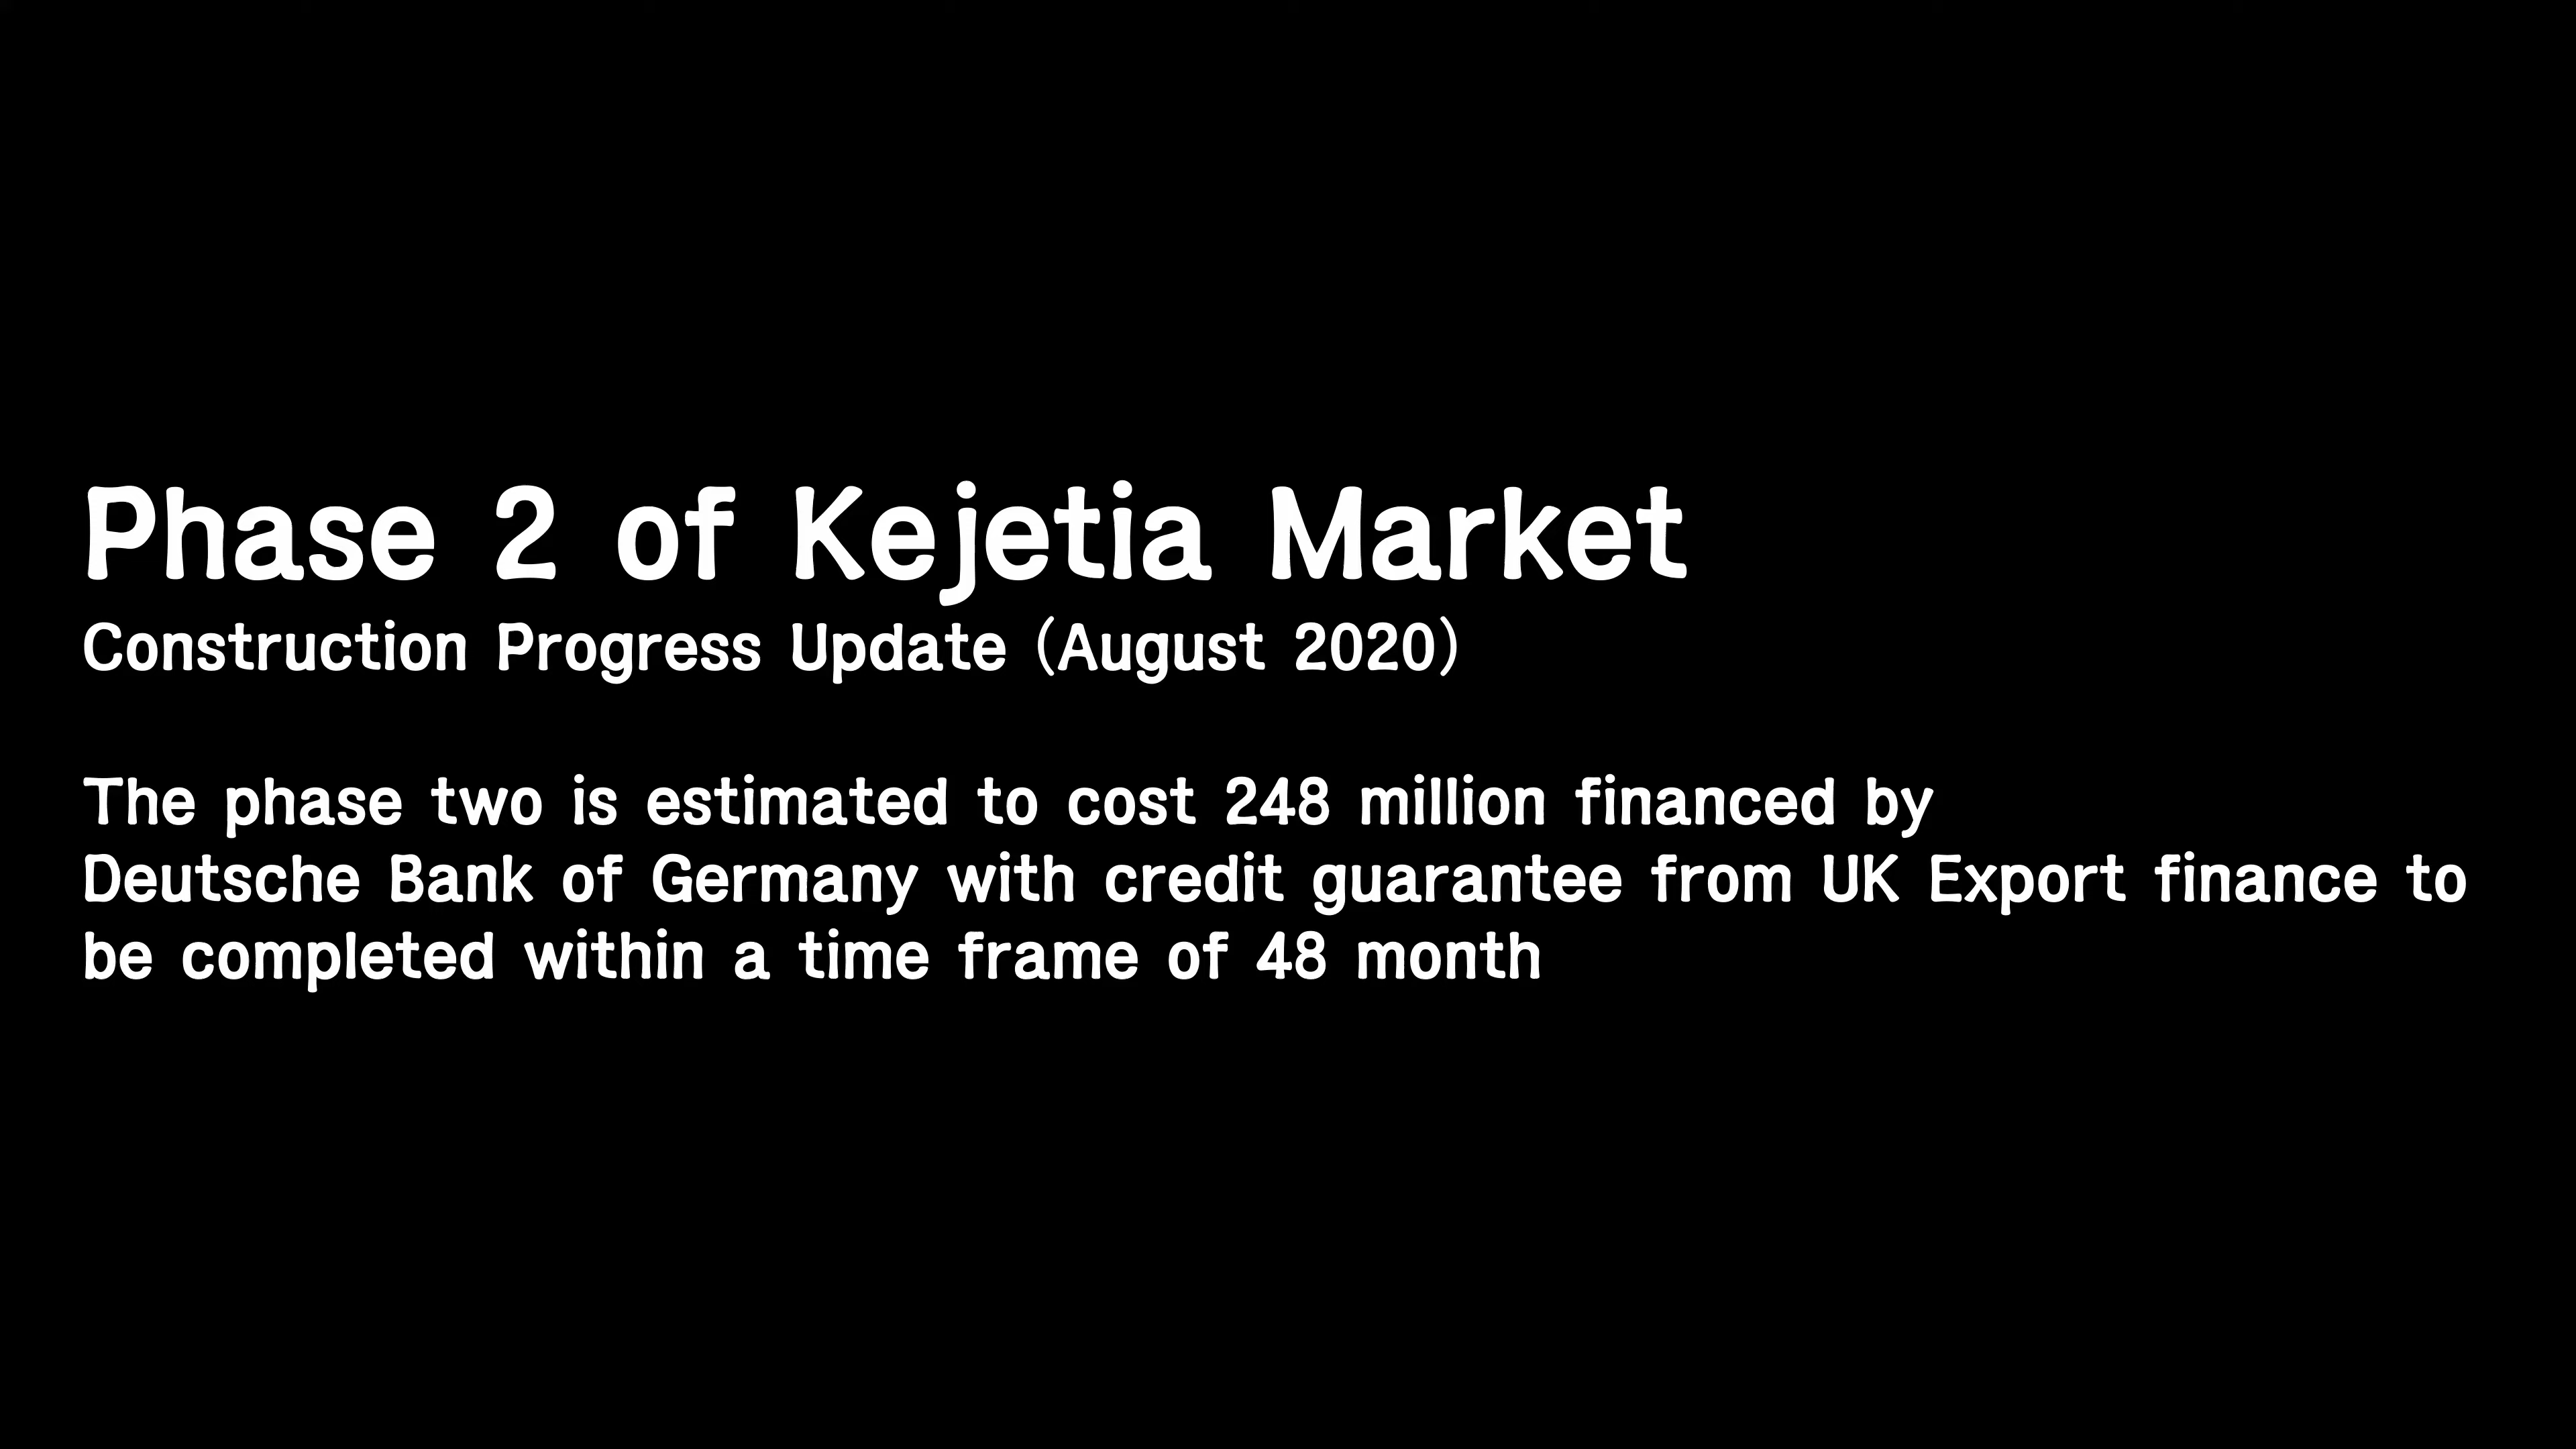 Phase 2 of Kejetia Market
Construction Progress Update (August 2020)
The phase two is estimated to cost 248 million financed by
Deutsche Bank of Germany with credit guarantee from UK Export finance to
be completed within a time frame of 48 month